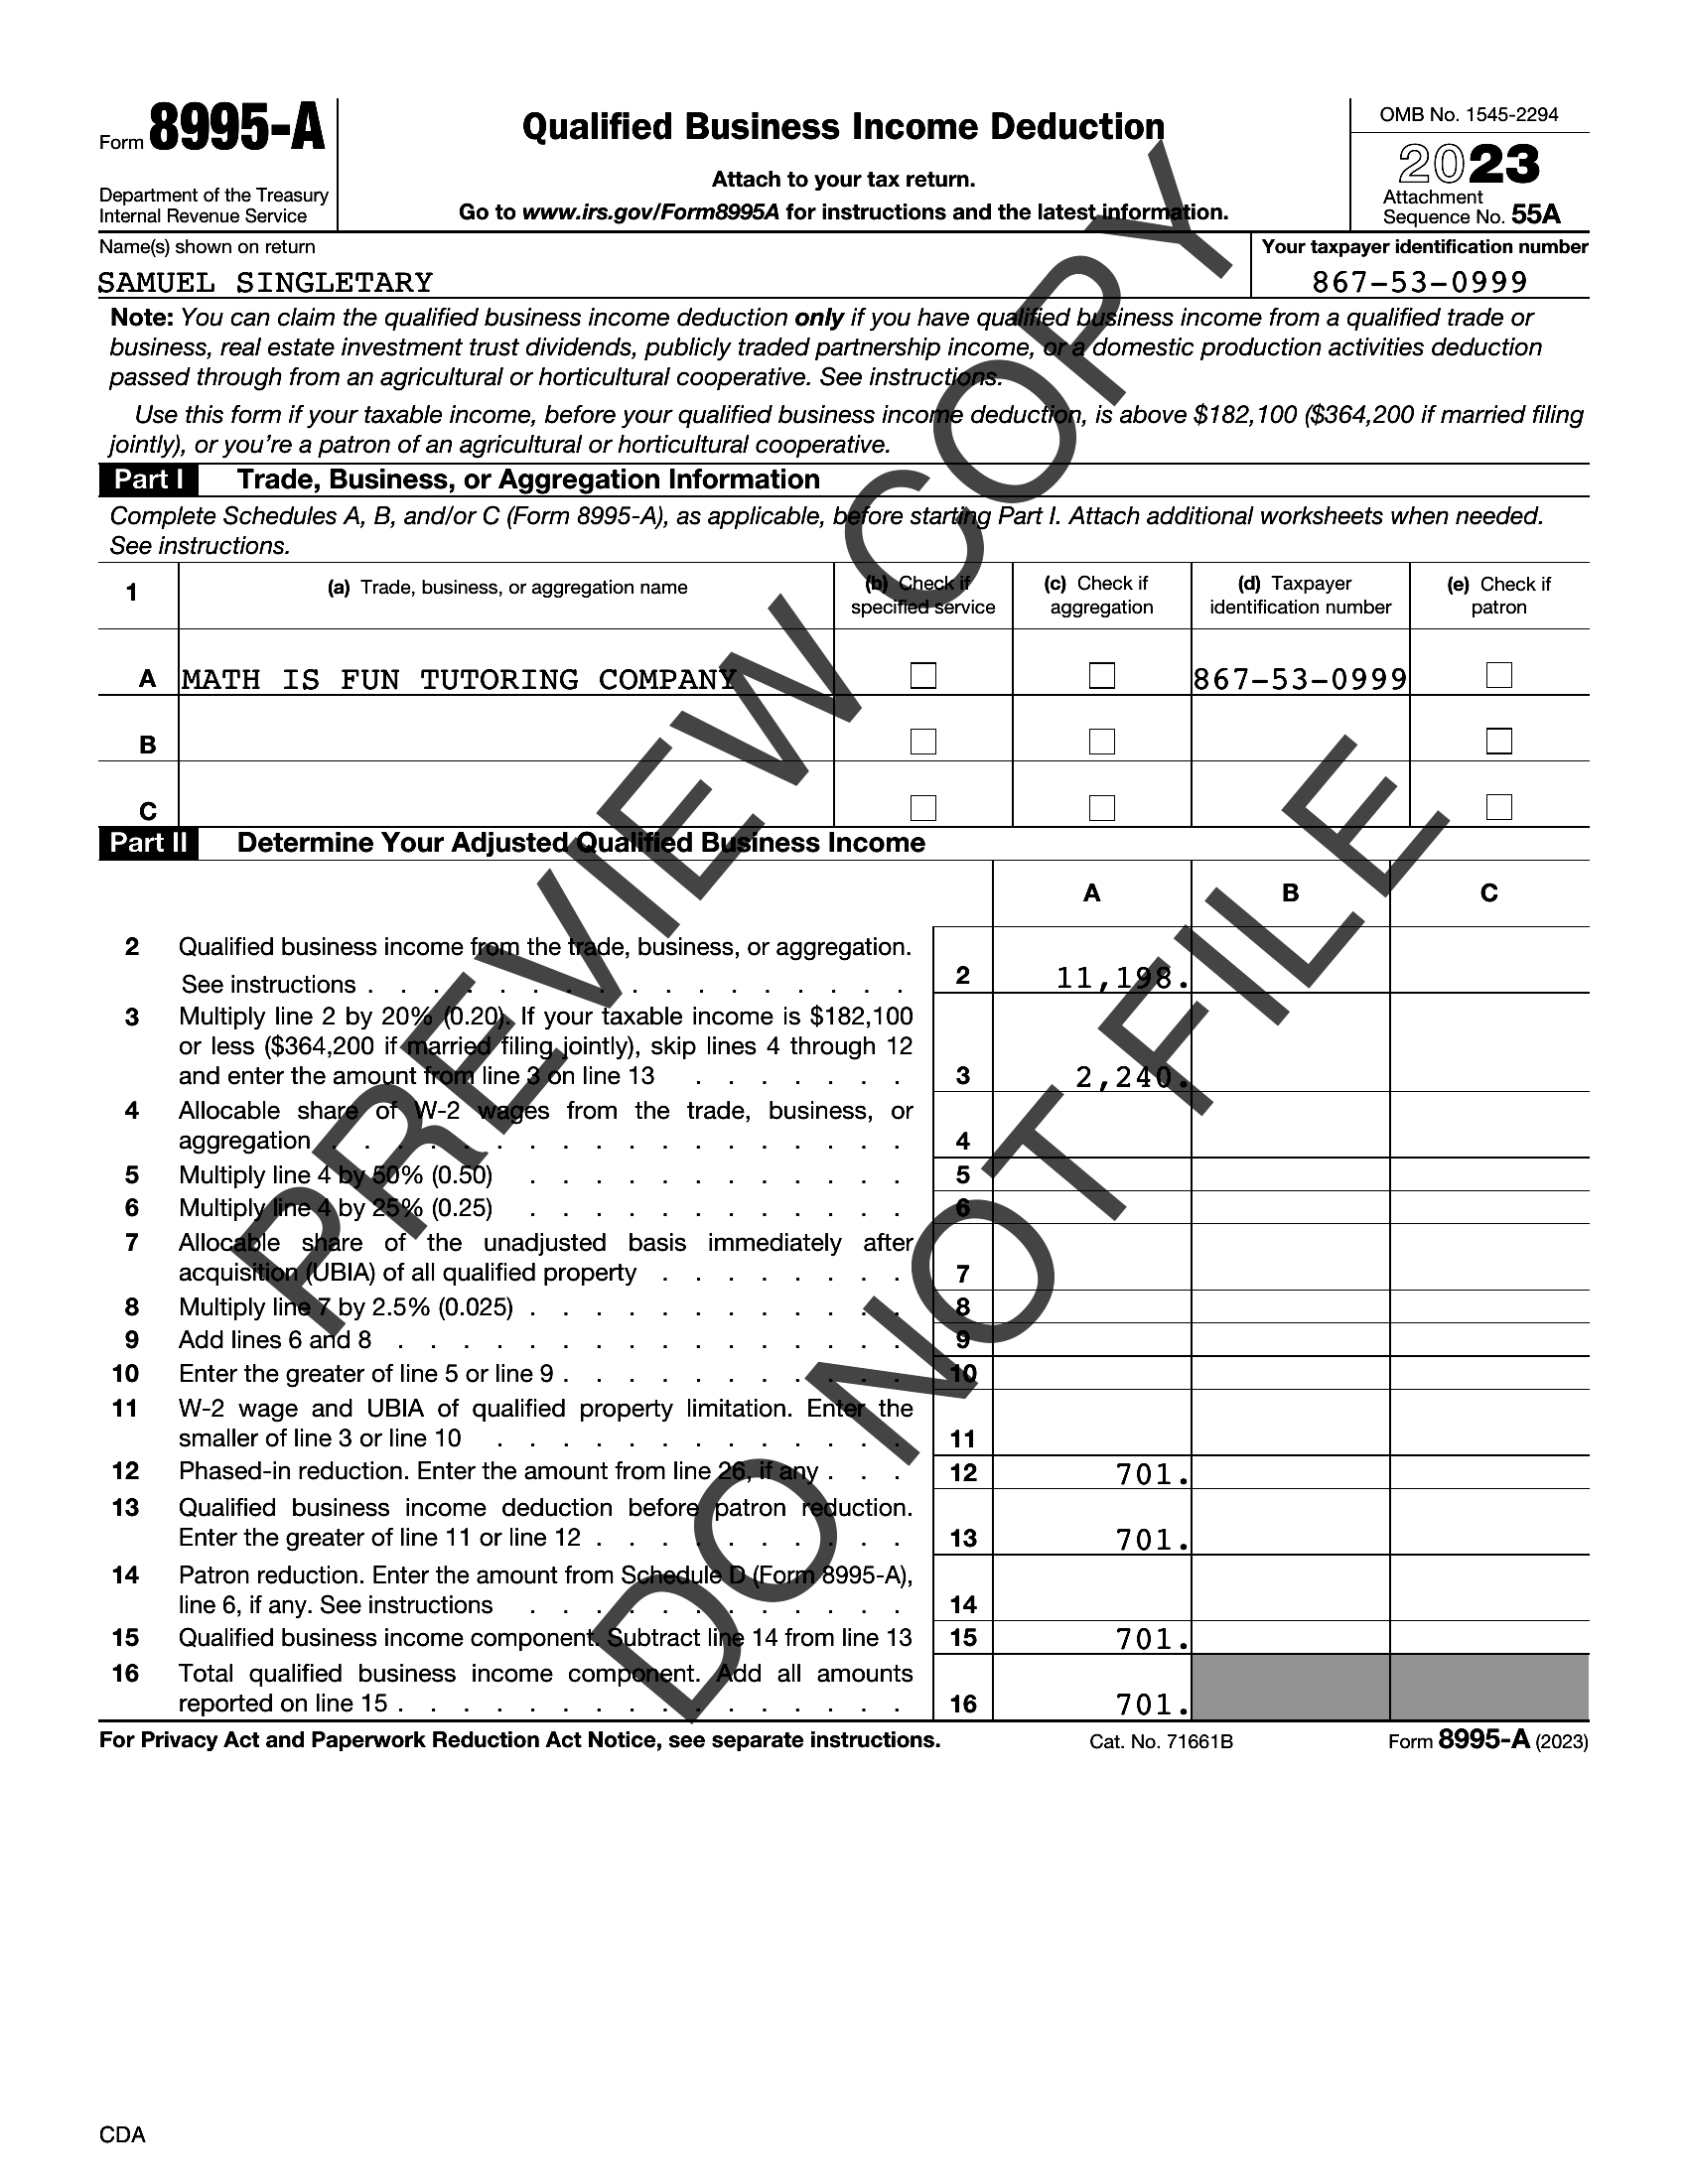 Form 8995-A
Department of the Treasury
Internal Revenue Service
Qualified Business Income Deduction
Attach to your tax return.
Go to www.irs.gov/Form8995A for instructions and the latest information.
OMB No. 1545-2294
2023
Attachment
Sequence No. 55A
Name(s) shown on return
SAMUEL SINGLETARY
Your taxpayer identification number
867-53-0999
Note: You can claim the qualified business income deduction only if you have qualified business income from a qualified trade or
business, real estate investment trust dividends, publicly traded partnership income, or a domestic production activities deduction
passed through from an agricultural or horticultural cooperative. See instructions.
Use this form if your taxable income, before your qualified business income deduction, is above $182,100 ($364,200 if married filing
jointly), or you're a patron of an agricultural or horticultural cooperative.
Part I Trade, Business, or Aggregation Information
Complete Schedules A, B, and/or C (Form 8995-A), as applicable, before starting Part I. Attach additional worksheets when needed.
See instructions.
1 (a) Trade, business, or aggregation name
(b) Check if
specified service
(c) Check if
aggregation
(d) Taxpayer
identification number
(e) Check if
patron
A MATH IS FUN TUTORING COMPANY 867-53-0999
B
C
Part II Determine Your Adjusted Qualified Business Income
A B C
2 Qualified business income from the trade, business, or aggregation.
See instructions . . . . . . . . . . . . . . . . . 2 11,198.
3 Multiply line 2 by 20% (0.20). If your taxable income is $182,100
or less ($364,200 if married filing jointly), skip lines 4 through 12
and enter the amount from line 3 on line 13 . . . . . . . 3 2,240.
4 Allocable share of W-2 wages from the trade, business, or
aggregation . . . . . . . . . . . . . . . . . . 4
5 Multiply line 4 by 50% (0.50) . . . . . . . . . . . . 5
6 Multiply line 4 by 25% (0.25) . . . . . . . . . . . . 6
7 Allocable share of the unadjusted basis immediately after
acquisition (UBIA) of all qualified property . . . . . . . . 7
8 Multiply line 7 by 2.5% (0.025) . . . . . . . . . . . . 8
9 Add lines 6 and 8 . . . . . . . . . . . . . . . . 9
10 Enter the greater of line 5 or line 9 . . . . . . . . . . . 10
11 W-2 wage and UBIA of qualified property limitation. Enter the
smaller of line 3 or line 10 . . . . . . . . . . . . . 11
12 Phased-in reduction. Enter the amount from line 26, if any . . . 12 701.
13 Qualified business income deduction before patron reduction.
Enter the greater of line 11 or line 12 . . . . . . . . . . 13 701.
14 Patron reduction. Enter the amount from Schedule D (Form 8995-A),
line 6, if any. See instructions . . . . . . . . . . . . 14
15 Qualified business income component. Subtract line 14 from line 13 15 701.
16 Total qualified business income component. Add all amounts
reported on line 15 . . . . . . . . . . . . . . . . 16 701.
For Privacy Act and Paperwork Reduction Act Notice, see separate instructions. Cat. No. 71661B Form 8995-A (2023)
CDA
PREVIEW COPY
DO NOT FILE